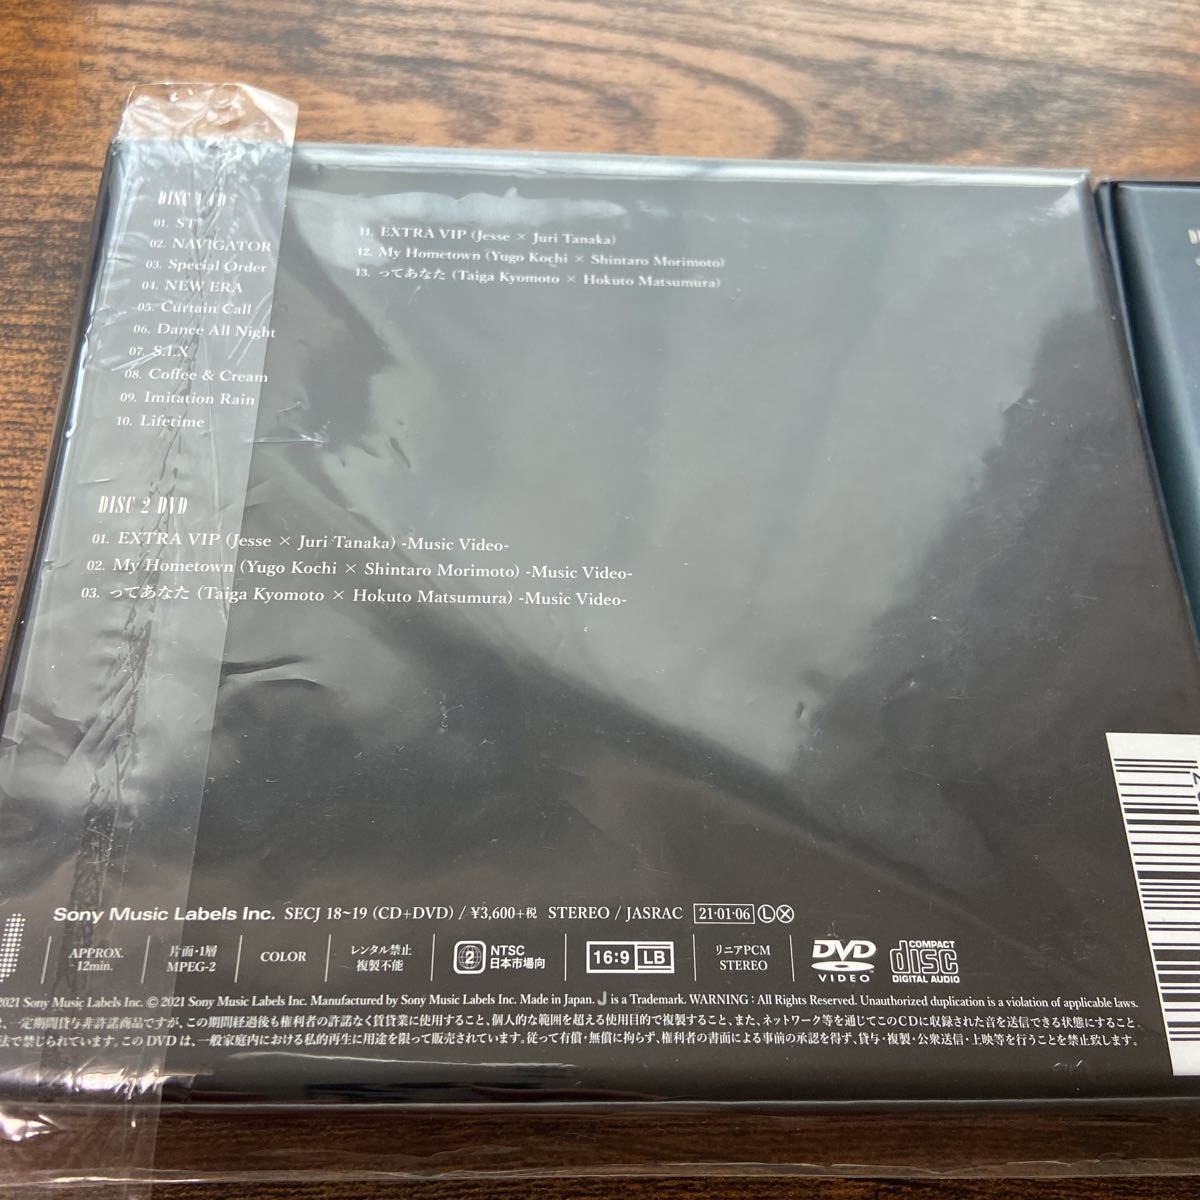 DISC 1 CD
01. ST
02. NAVIGATOR
03. Special Order
04. NEW ERA
05. Curtain Call
06. Dance All Night
07. S.I.X
08. Coffee & Cream
09. Imitation Rain
10. Lifetime
11. EXTRA VIP (Jesse × Juri Tanaka)
12. My Hometown (Yugo Kochi × Shintaro Morimoto)
13. ってあなた (Taiga Kyomoto × Hokuto Matsumura)
DISC 2 DVD
01. EXTRA VIP (Jesse × Juri Tanaka) -Music Video-
02. My Hometown (Yugo Kochi × Shintaro Morimoto) -Music Video-
03. ってあなた (Taiga Kyomoto × Hokuto Matsumura) -Music Video-
Sony Music Labels Inc. SECJ 18~19 (CD+DVD) / ¥3,600+税 STEREO / JASRAC 21·01·06 Ⓛ Ⓧ
APPROX. 12min.
片面·1層 MPEG-2
COLOR
レンタル禁止 複製不能
2 NTSC 日本市場向
16:9 LB
リニアPCM STEREO
DVD VIDEO
COMPACT disc DIGITAL AUDIO
2021 Sony Music Labels Inc. © 2021 Sony Music Labels Inc. Manufactured by Sony Music Labels Inc. Made in Japan. J is a Trademark. WARNING : All Rights Reserved. Unauthorized duplication is a violation of applicable laws.
、一定期間貸与非許諾商品ですが、この期間経過後も権利者の許諾なく賃貸業に使用すること、個人的な範囲を超える使用目的で複製すること、また、ネットワーク等を通じてこのCDに収録された音を送信できる状態にすること
法で禁じられています。このDVDは、一般家庭内における私的再生に用途を限って販売されています。従って有償・無償に拘らず、権利者の書面による事前の承認を得ず、貸与・複製・公衆送信・上映等を行うことを禁止致します。